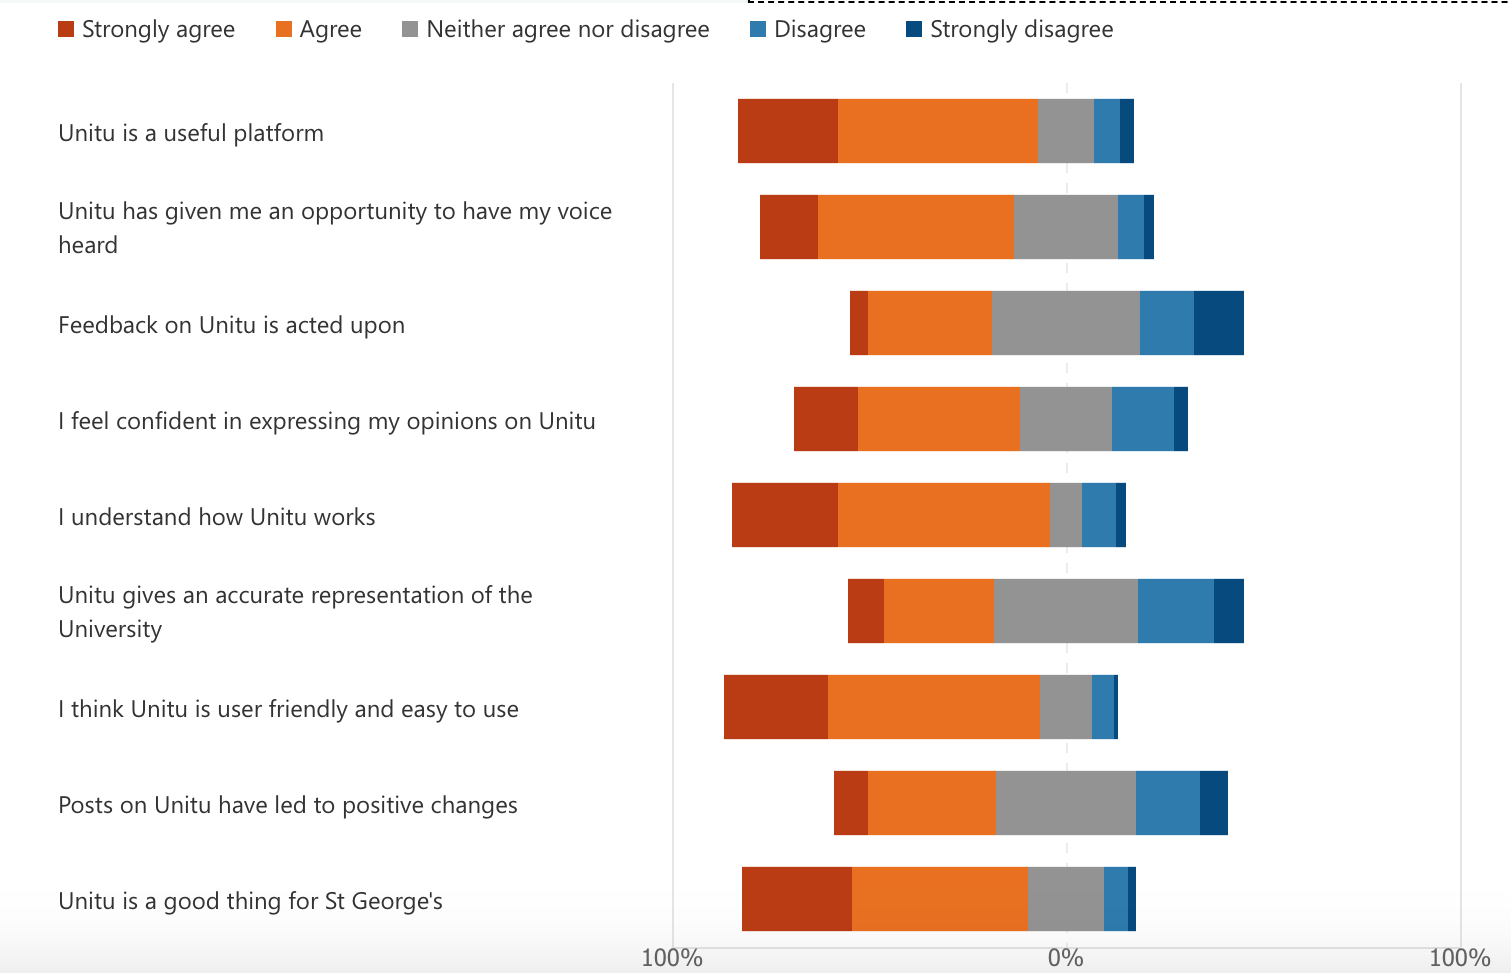 Strongly agree Agree Neither agree nor disagree Disagree Strongly disagree
Unitu is a useful platform
Unitu has given me an opportunity to have my voice
heard
Feedback on Unitu is acted upon
I feel confident in expressing my opinions on Unitu
I understand how Unitu works
Unitu gives an accurate representation of the
University
I think Unitu is user friendly and easy to use
Posts on Unitu have led to positive changes
Unitu is a good thing for St George's
100% 0% 100%